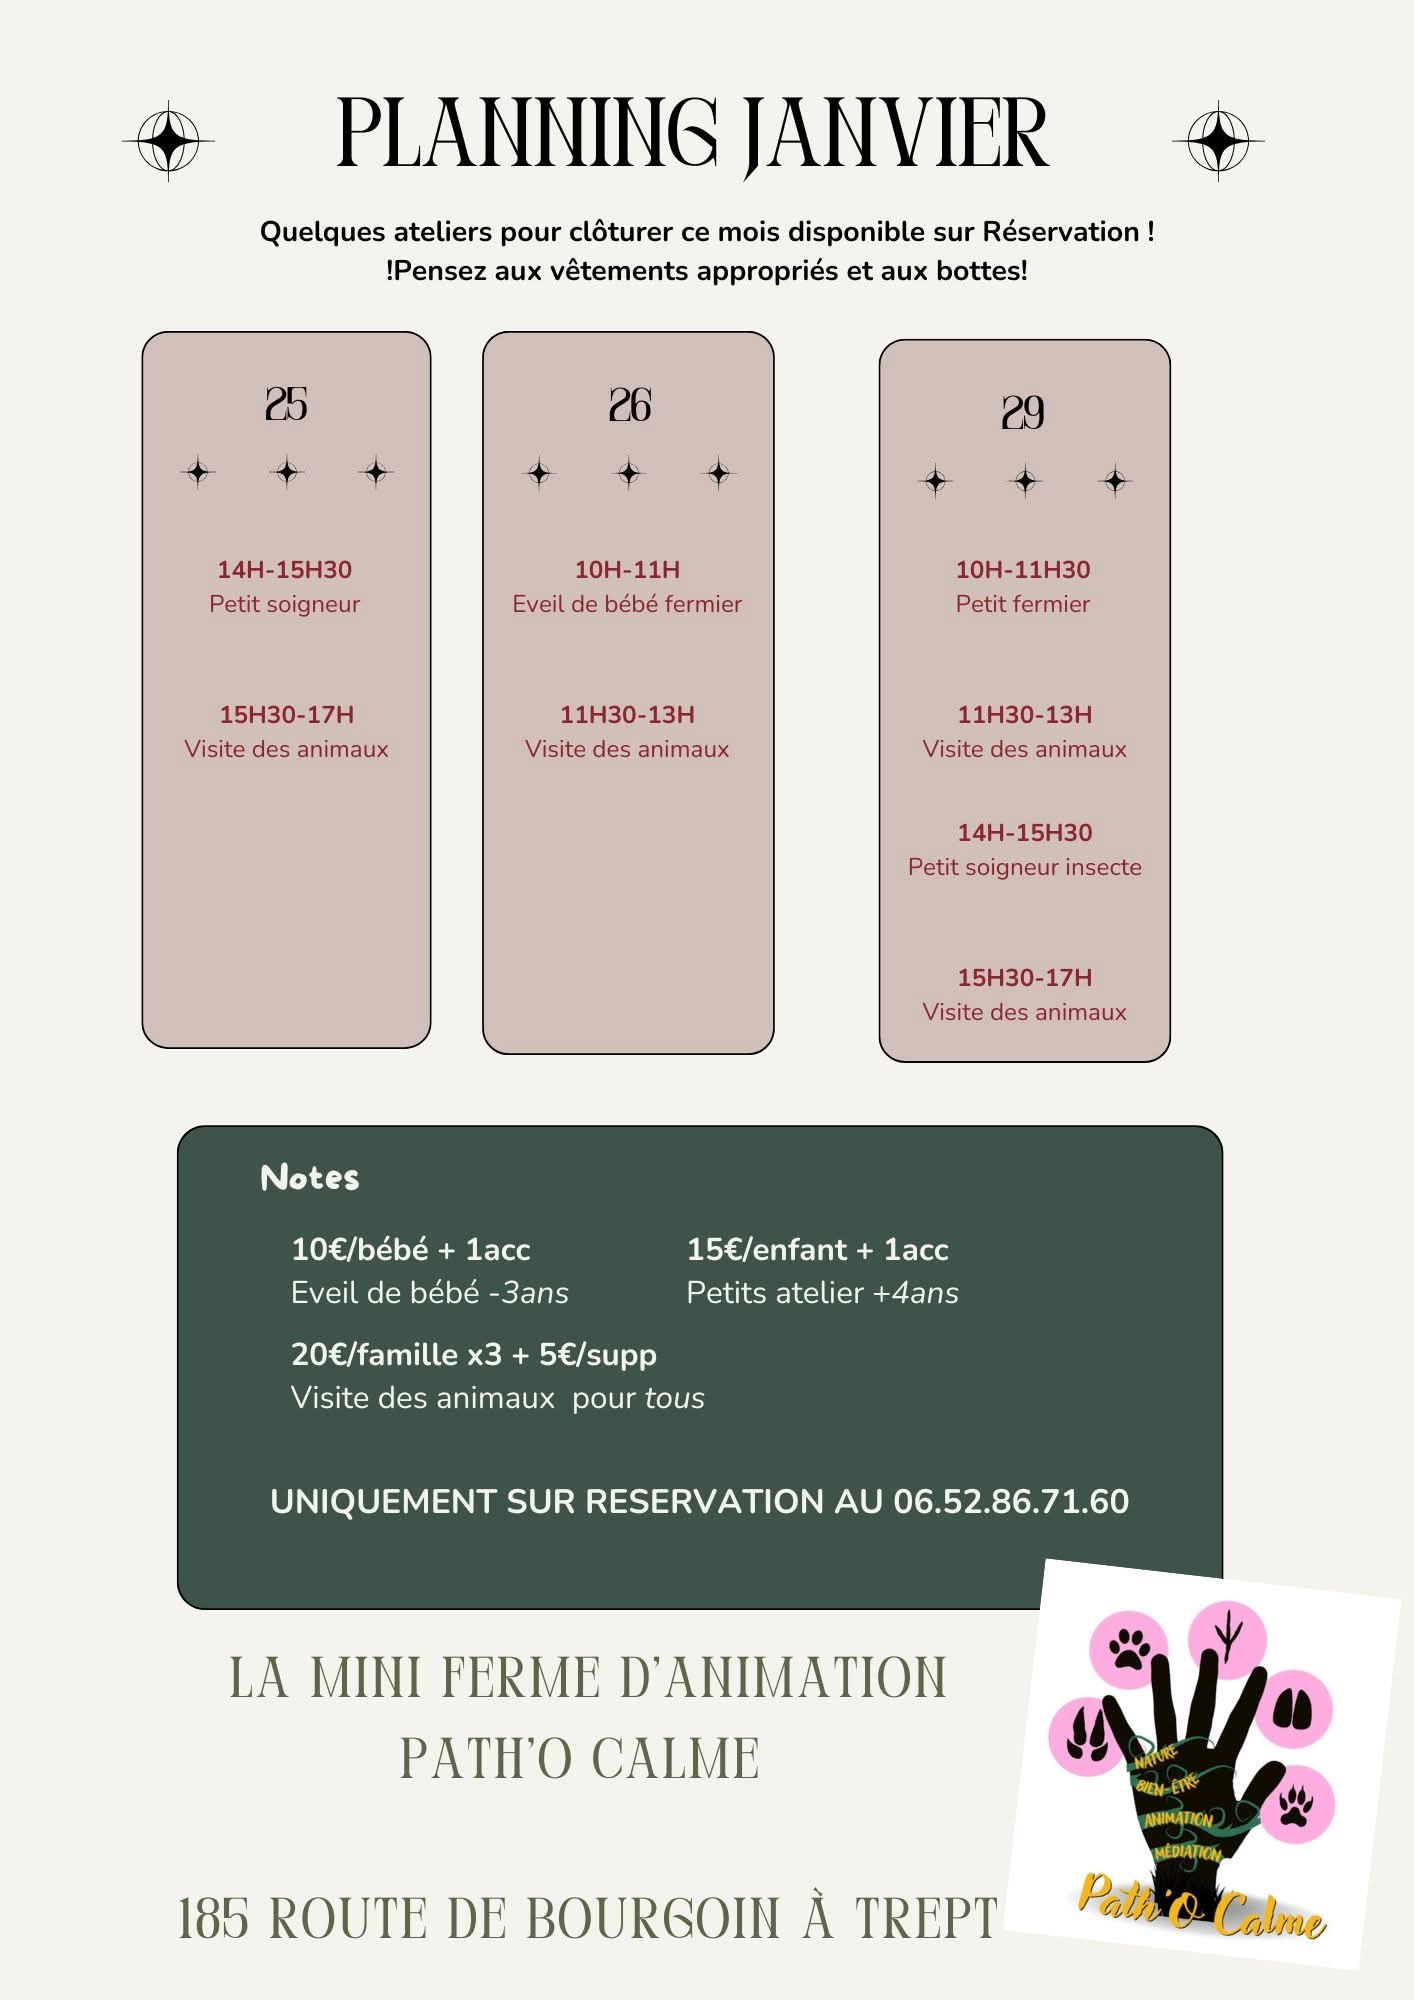 PLANNING JANVIER
Quelques ateliers pour clôturer ce mois disponible sur Réservation !
!Pensez aux vêtements appropriés et aux bottes!
25
14H-15H30
Petit soigneur
15H30-17H
Visite des animaux
26
10H-11H
Eveil de bébé fermier
11H30-13H
Visite des animaux
29
10H-11H30
Petit fermier
11H30-13H
Visite des animaux
14H-15H30
Petit soigneur insecte
15H30-17H
Visite des animaux
Notes
10€/bébé + 1acc
Eveil de bébé -3ans
15€/enfant + 1acc
Petits atelier +4ans
20€/famille x3 + 5€/supp
Visite des animaux  pour tous
UNIQUEMENT SUR RESERVATION AU 06.52.86.71.60
LA MINI FERME D'ANIMATION
PATH'O CALME
185 ROUTE DE BOURGOIN À TREPT
NATURE
BIEN-ÊTRE
ANIMATION
MÉDIATION
Path'O Calme